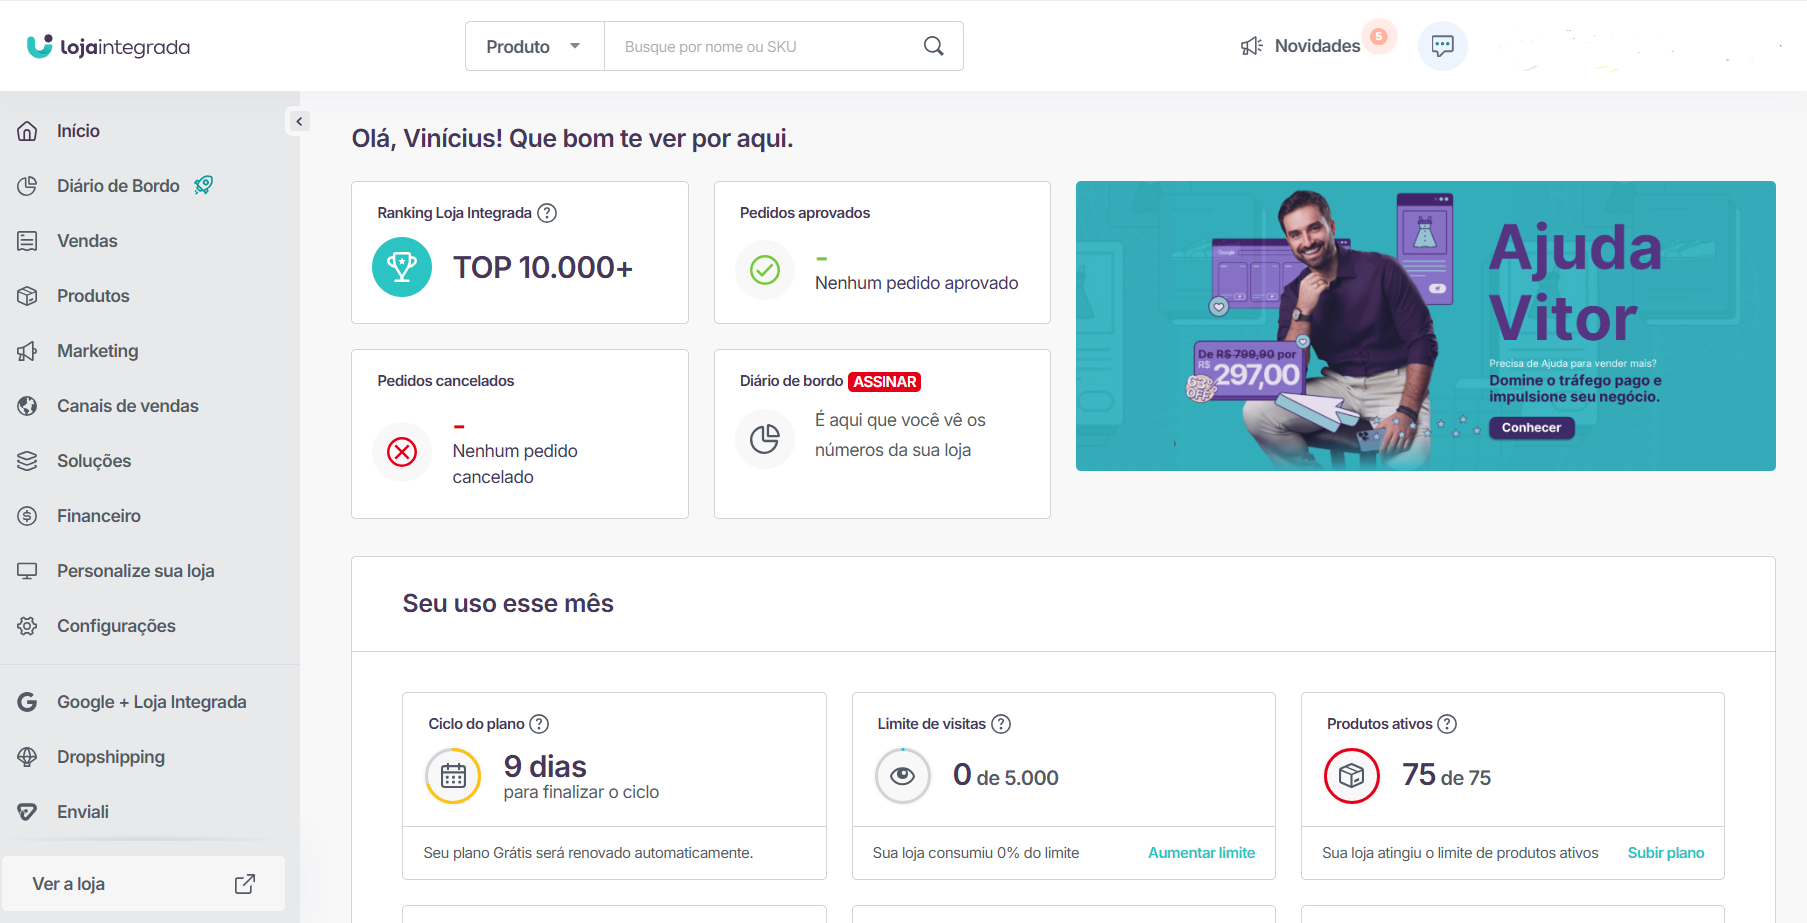 lojaintegrada
Produto
Busque por nome ou SKU
Novidades
5
Início
Diário de Bordo
Vendas
Produtos
Marketing
Canais de vendas
Soluções
Financeiro
Personalize sua loja
Configurações
Google + Loja Integrada
Dropshipping
Enviali
Ver a loja
Olá, Vinícius! Que bom te ver por aqui.
Ranking Loja Integrada ?
TOP 10.000+
Pedidos aprovados
-
Nenhum pedido aprovado
Pedidos cancelados
-
Nenhum pedido
cancelado
Diário de bordo ASSINAR
É aqui que você vê os
números da sua loja
Google
De R$ 799,90 por
R$ 297,00
63%
OFF
Ajuda
Vitor
Precisa de Ajuda para vender mais?
Domine o tráfego pago e
impulsione seu negócio.
Conhecer
Seu uso esse mês
Ciclo do plano ?
9 dias
para finalizar o ciclo
Seu plano Grátis será renovado automaticamente.
Limite de visitas ?
0 de 5.000
Sua loja consumiu 0% do limite
Aumentar limite
Produtos ativos ?
75 de 75
Sua loja atingiu o limite de produtos ativos
Subir plano